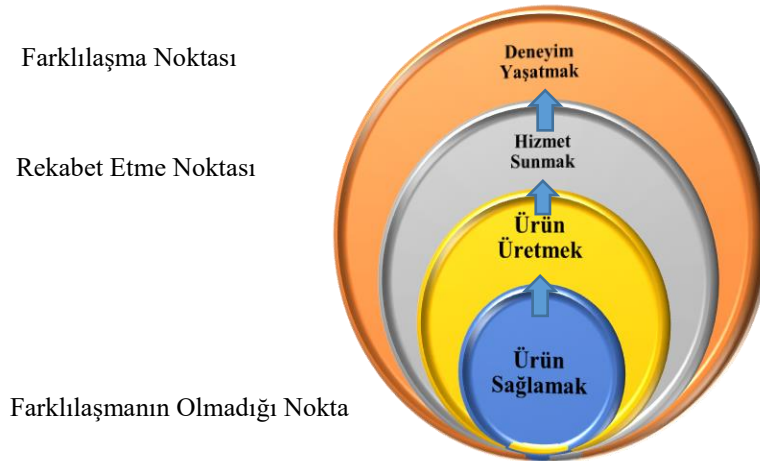 Farklılaşma Noktası
Deneyim
Yaşatmak
Rekabet Etme Noktası
Hizmet
Sunmak
Ürün
Üretmek
Ürün
Sağlamak
Farklılaşmanın Olmadığı Nokta